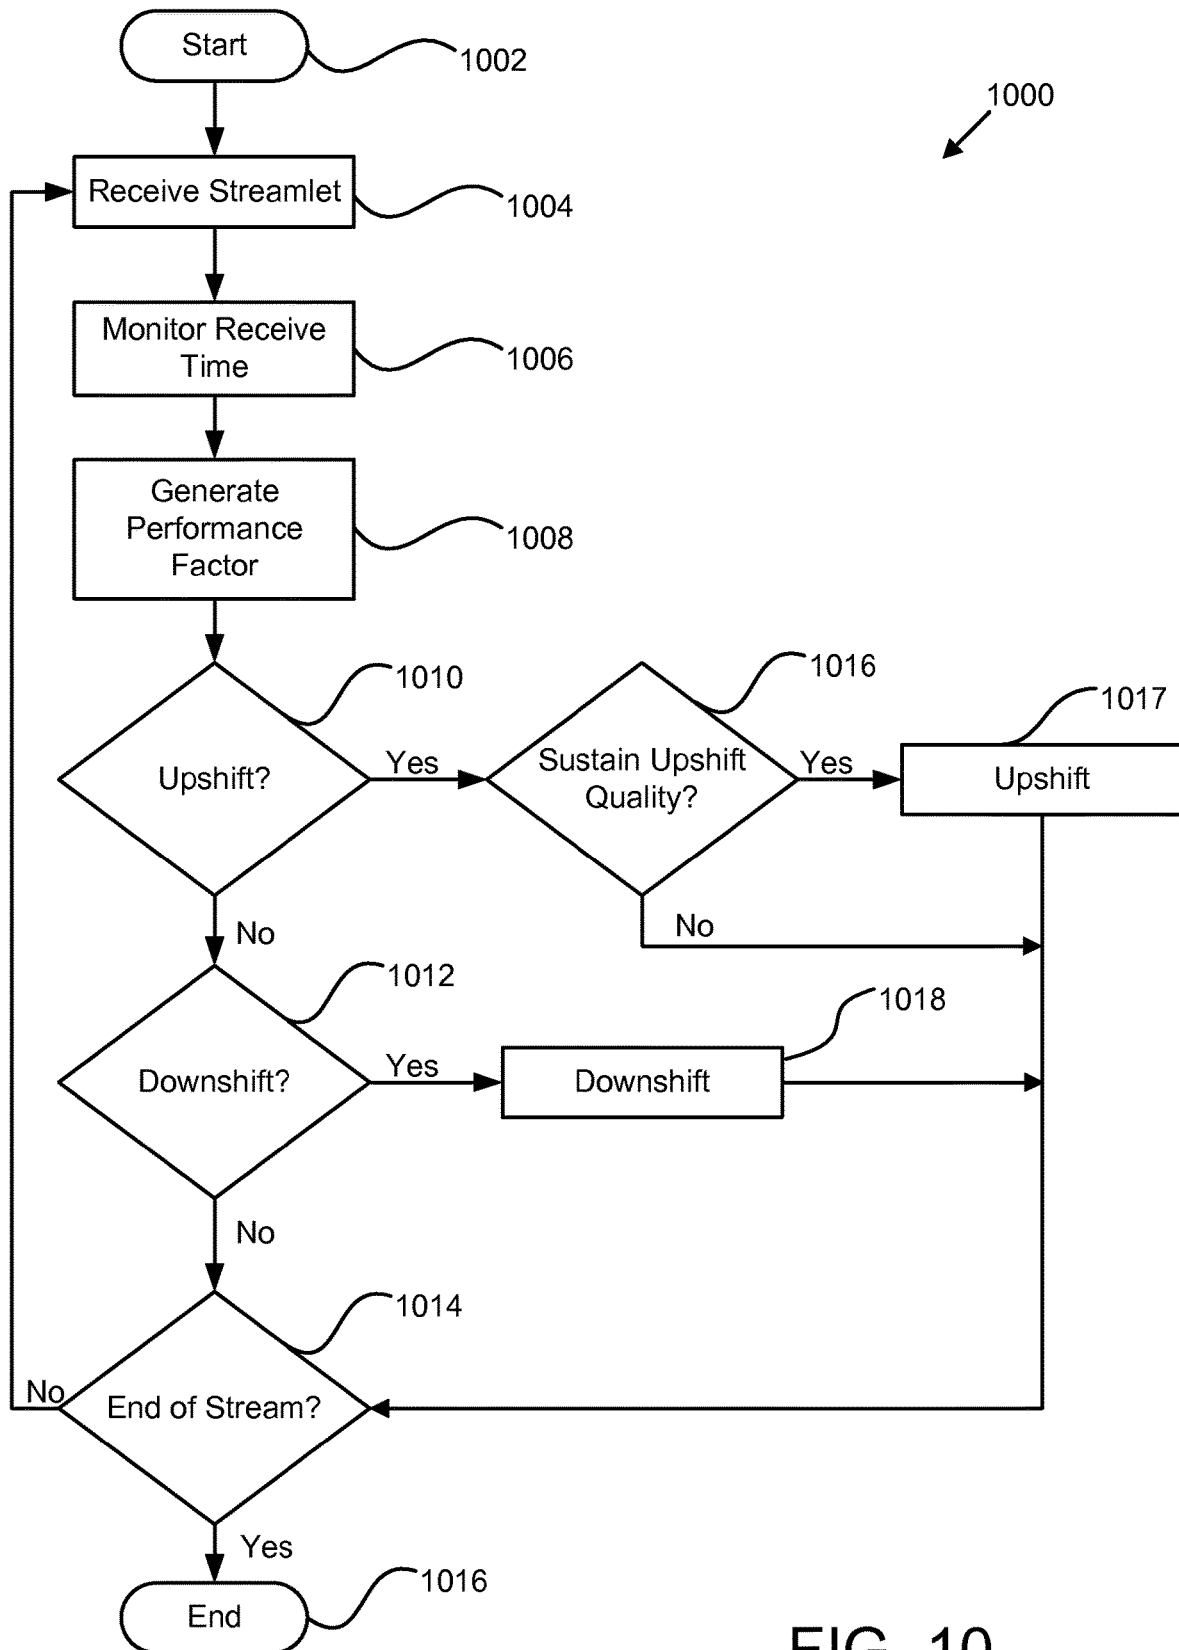 Start
1002
1000
Receive Streamlet
1004
Monitor Receive
Time
1006
Generate
Performance
Factor
1008
1010
1016
1017
Upshift?
Yes
Sustain Upshift
Quality?
Yes
Upshift
No
No
1012
1018
Downshift?
Yes
Downshift
No
1014
No
End of Stream?
Yes
1016
End
FIG. 10